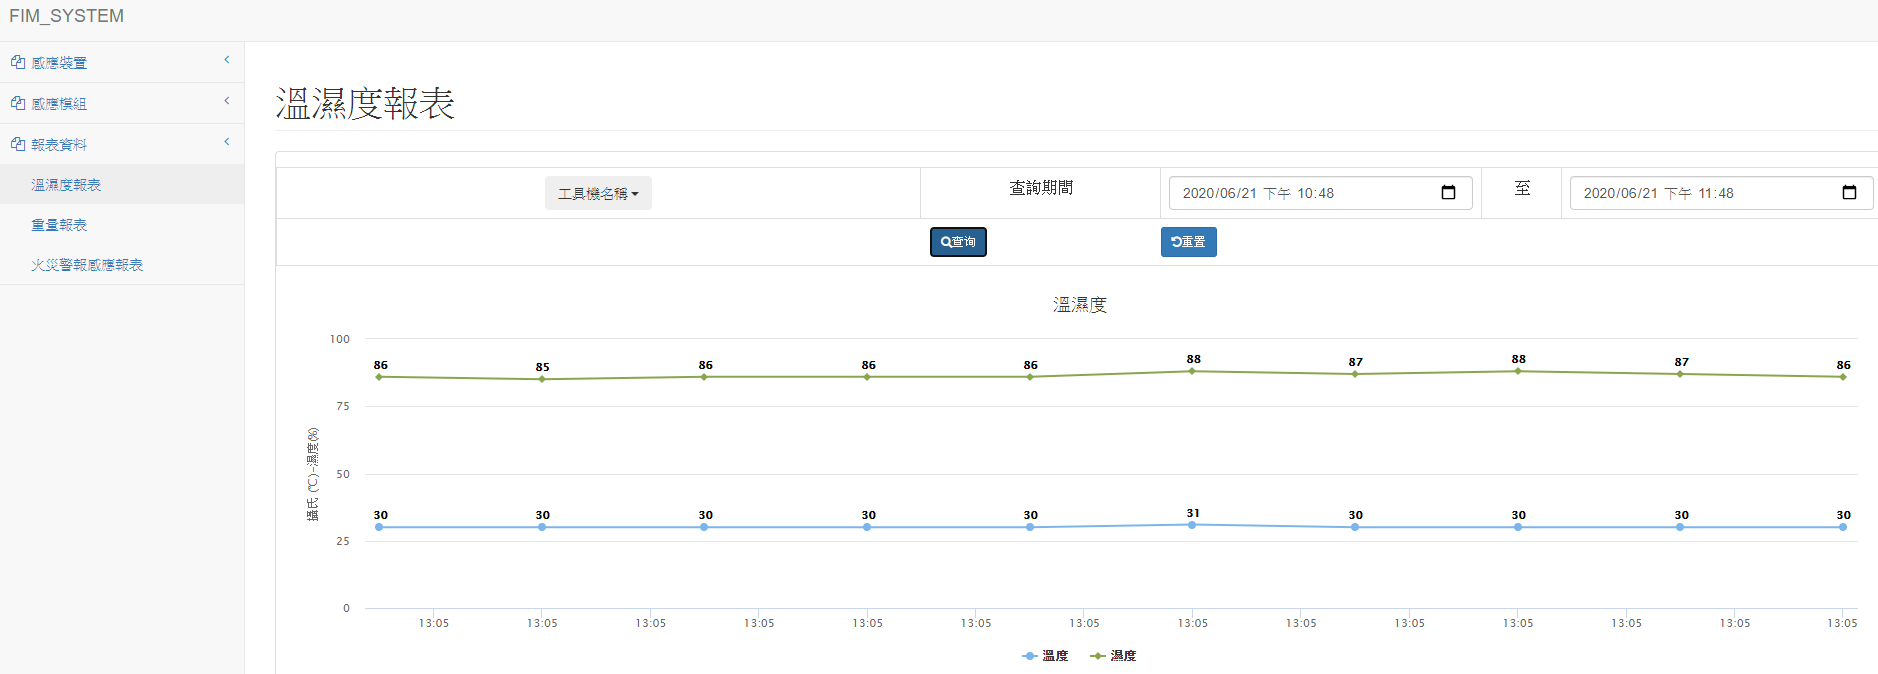 FIM_SYSTEM
感應裝置
感應模組
報表資料
溫濕度報表
重量報表
火災警報感應報表
溫濕度報表
工具機名稱
查詢期間
2020/06/21 下午 10:48
至
2020/06/21 下午 11:48
查詢
重置
溫濕度
攝氏 (℃)-濕度(%)
100
75
50
25
0
86 85 86 86 86 88 87 88 87 86
30 30 30 30 30 31 30 30 30 30
13:05 13:05 13:05 13:05 13:05 13:05 13:05 13:05 13:05 13:05 13:05 13:05 13:05 13:05
溫度 濕度